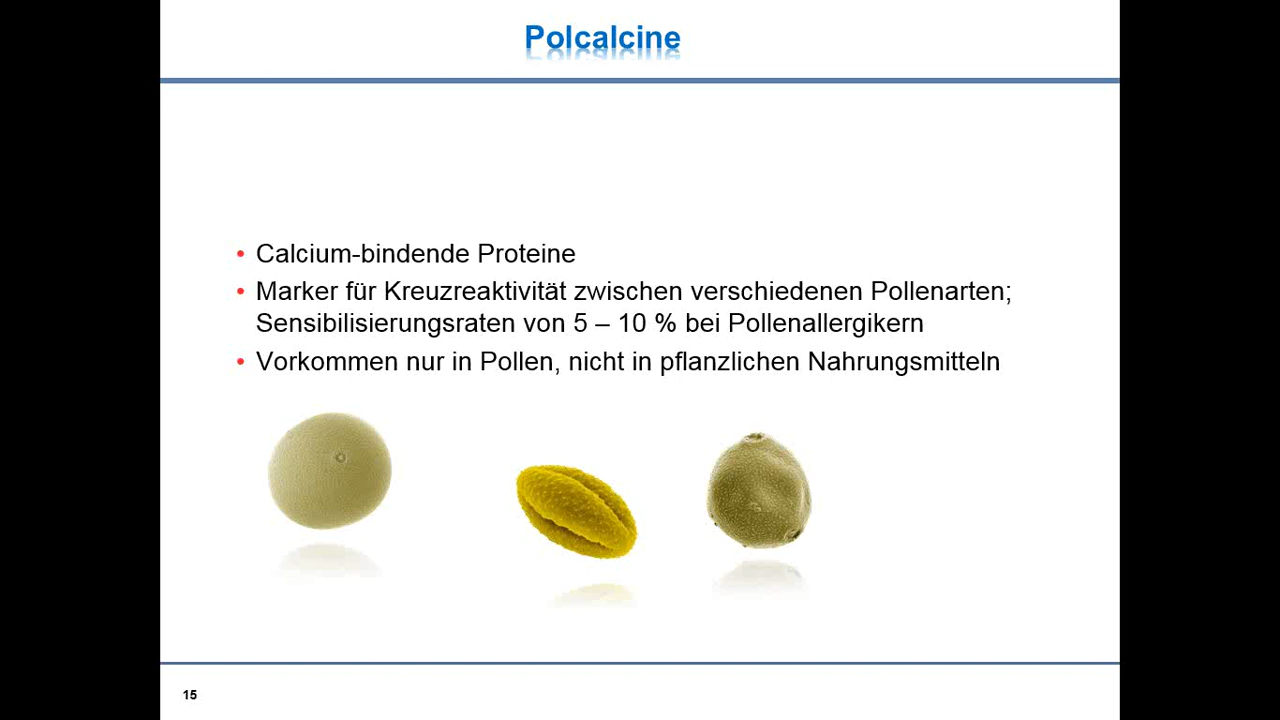 Polcalcine
• Calcium-bindende Proteine
• Marker für Kreuzreaktivität zwischen verschiedenen Pollenarten;
Sensibilisierungsraten von 5 – 10 % bei Pollenallergikern
• Vorkommen nur in Pollen, nicht in pflanzlichen Nahrungsmitteln
15